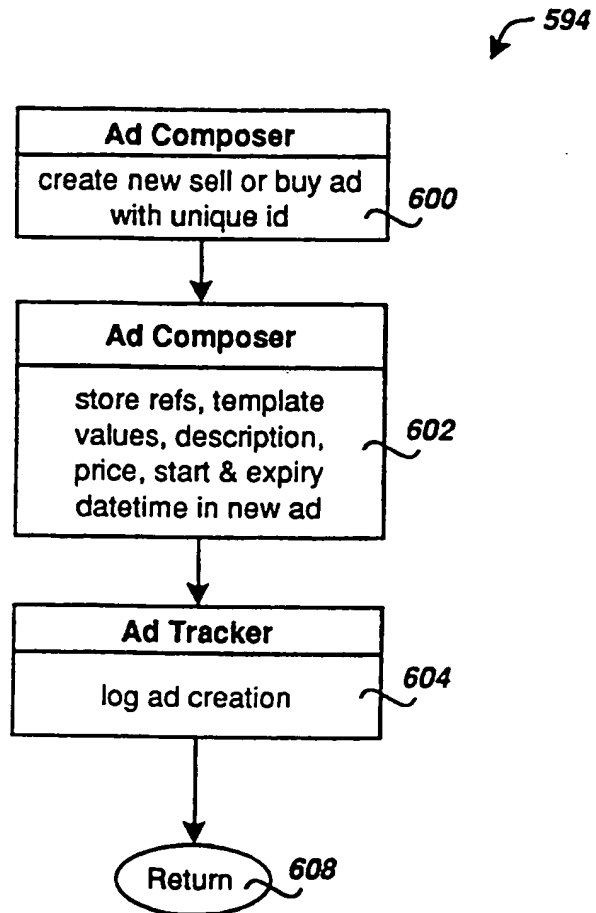 594
Ad Composer
create new sell or buy ad
with unique id
600
Ad Composer
store refs, template
values, description,
price, start & expiry
datetime in new ad
602
Ad Tracker
log ad creation
604
Return
608